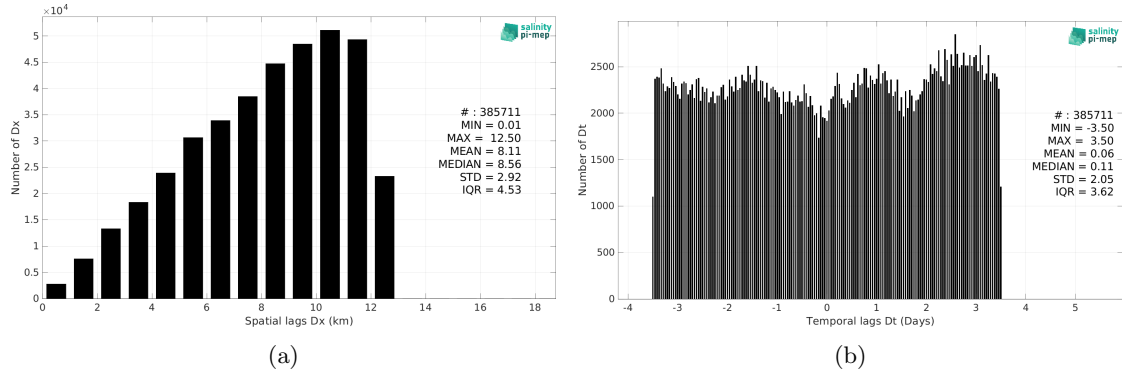 ×10⁴
5
4.5
4
3.5
3
2.5
2
1.5
1
0.5
0
Number of Dx
0 2 4 6 8 10 12 14 16 18
Spatial lags Dx (km)
salinity
pi-mep
# : 385711
MIN = 0.01
MAX = 12.50
MEAN = 8.11
MEDIAN = 8.56
STD = 2.92
IQR = 4.53
(a)
2500
2000
1500
1000
500
0
Number of Dt
-4 -3 -2 -1 0 1 2 3 4 5
Temporal lags Dt (Days)
salinity
pi-mep
# : 385711
MIN = -3.50
MAX = 3.50
MEAN = 0.06
MEDIAN = 0.11
STD = 2.05
IQR = 3.62
(b)